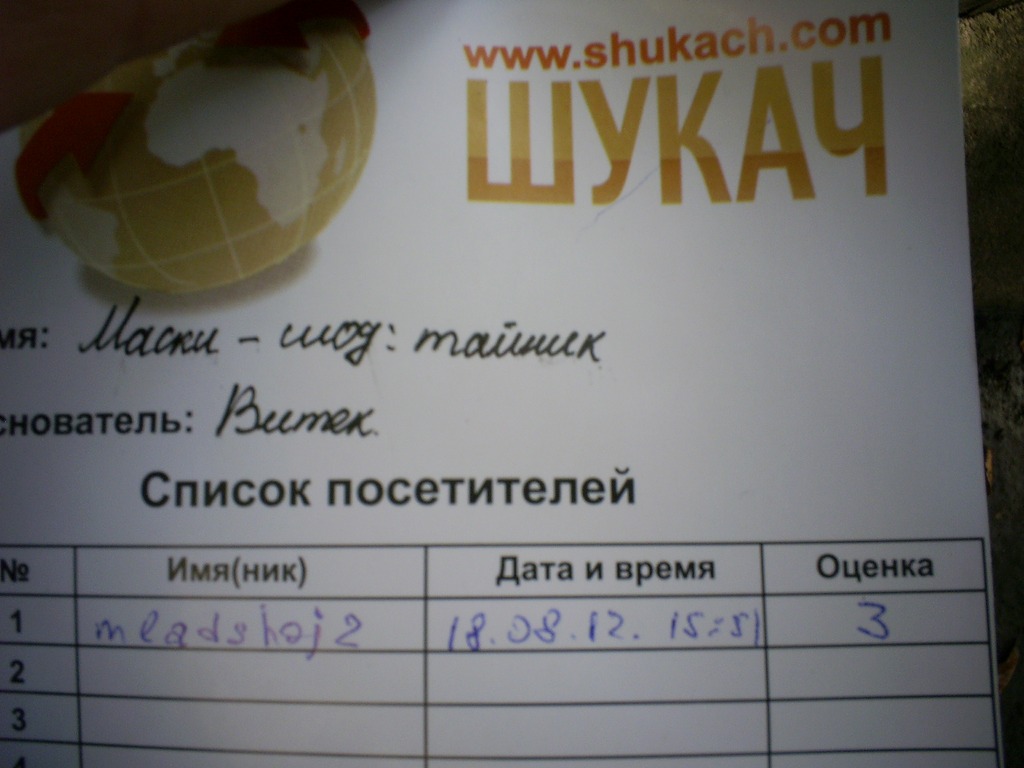 www.shukach.com
ШУКАЧ
мя: Маски - шоу: тайник
снователь: Витек.
Список посетителей
№ Имя(ник) Дата и время Оценка
1 mladshoj2 18.08.12. 15:51 3
2
3